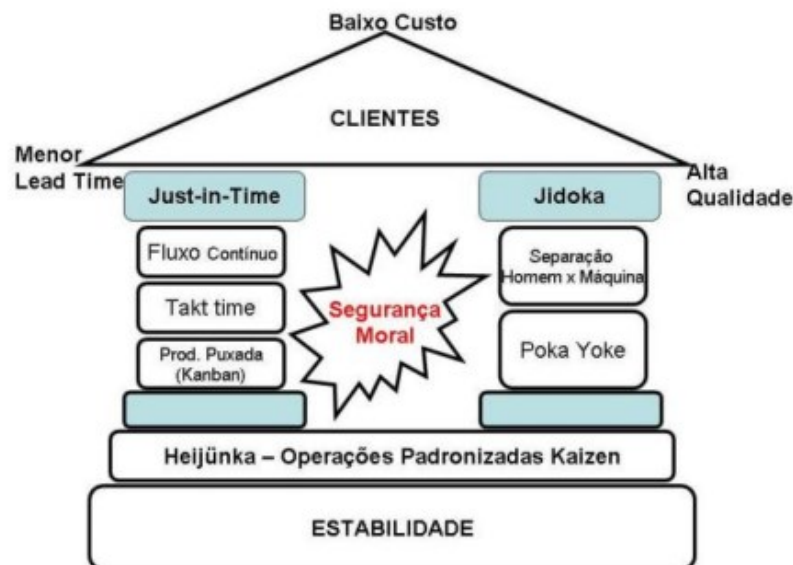 Baixo Custo
CLIENTES
Menor
Lead Time
Alta
Qualidade
Just-in-Time
Fluxo Contínuo
Takt time
Prod. Puxada
(Kanban)
Segurança
Moral
Jidoka
Separação
Homem x Máquina
Poka Yoke
Heijünka – Operações Padronizadas Kaizen
ESTABILIDADE